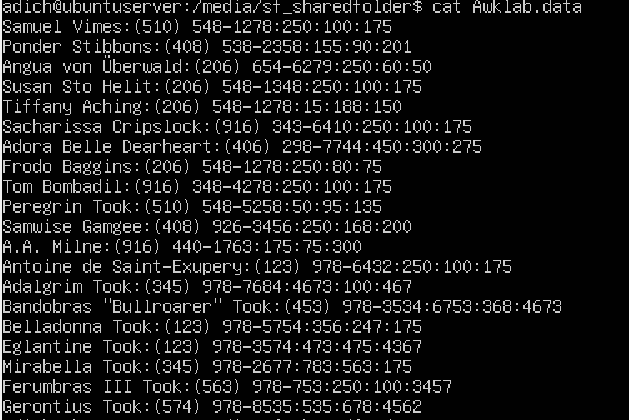 adich@ubuntuserver:/media/sf_sharedfolder$ cat Awklab.data
Samuel Vimes:(510) 548-1278:250:100:175
Ponder Stibbons:(408) 538-2358:155:90:201
Angua von Überwald:(206) 654-6279:250:60:50
Susan Sto Helit:(206) 548-1348:250:100:175
Tiffany Aching:(206) 548-1278:15:188:150
Sacharissa Cripslock:(916) 343-6410:250:100:175
Adora Belle Dearheart:(406) 298-7744:450:300:275
Frodo Baggins:(206) 548-1278:250:80:75
Tom Bombadil:(916) 348-4278:250:100:175
Peregrin Took:(510) 548-5258:50:95:135
Samwise Gamgee:(408) 926-3456:250:168:200
A.A. Milne:(916) 440-1763:175:75:300
Antoine de Saint-Exupery:(123) 978-6432:250:100:175
Adalgrim Took:(345) 978-7684:4673:100:467
Bandobras "Bullroarer" Took:(453) 978-3534:6753:368:4673
Belladonna Took:(123) 978-5754:356:247:175
Eglantine Took:(123) 978-3574:473:475:4367
Mirabella Took:(345) 978-2677:783:563:175
Ferumbras III Took:(563) 978-753:250:100:3457
Gerontius Took:(574) 978-8535:535:678:4562